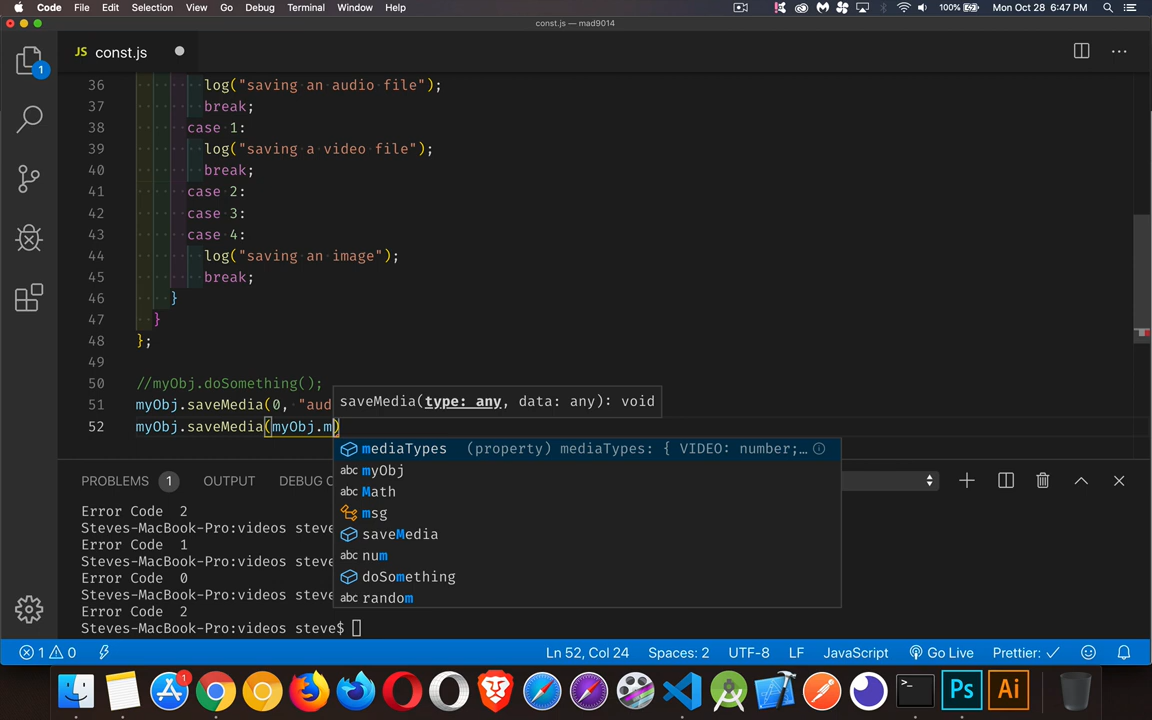 Code File Edit Selection View Go Debug Terminal Window Help 100% Mon Oct 28 6:47 PM
const.js — mad9014
JS const.js
1
36 log("saving an audio file");
37 break;
38 case 1:
39 log("saving a video file");
40 break;
41 case 2:
42 case 3:
43 case 4:
44 log("saving an image");
45 break;
46 }
47 }
48 };
49
50 //myObj.doSomething();
51 myObj.saveMedia(0, "aud
saveMedia(type: any, data: any): void
52 myObj.saveMedia(myObj.m)
mediaTypes (property) mediaTypes: { VIDEO: number;…
abc myObj
abc Math
msg
saveMedia
abc num
doSomething
abc random
PROBLEMS 1 OUTPUT DEBUG C
Error Code 2
Steves-MacBook-Pro:videos steve
Error Code 1
Steves-MacBook-Pro:videos steve
Error Code 0
Steves-MacBook-Pro:videos steve
Error Code 2
Steves-MacBook-Pro:videos steve$
1 0 Ln 52, Col 24 Spaces: 2 UTF-8 LF JavaScript Go Live Prettier: ✓
1
>_
Ps
Ai